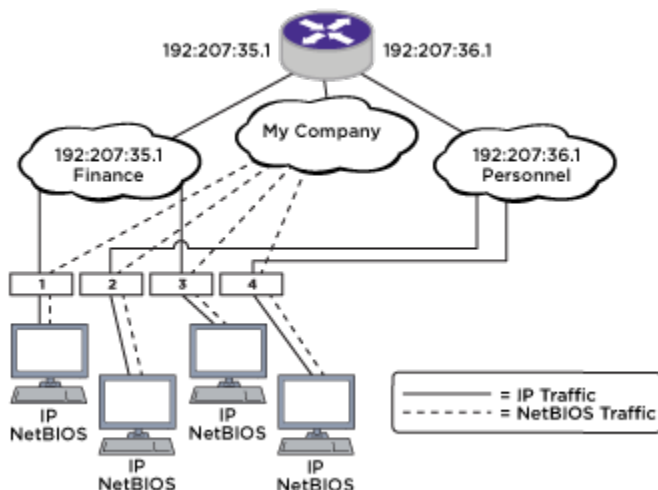 192:207:35.1
192:207:36.1
My Company
192:207:35.1
Finance
192:207:36.1
Personnel
1
2
3
4
IP
NetBIOS
IP
NetBIOS
IP
NetBIOS
IP
NetBIOS
= IP Traffic
= NetBIOS Traffic